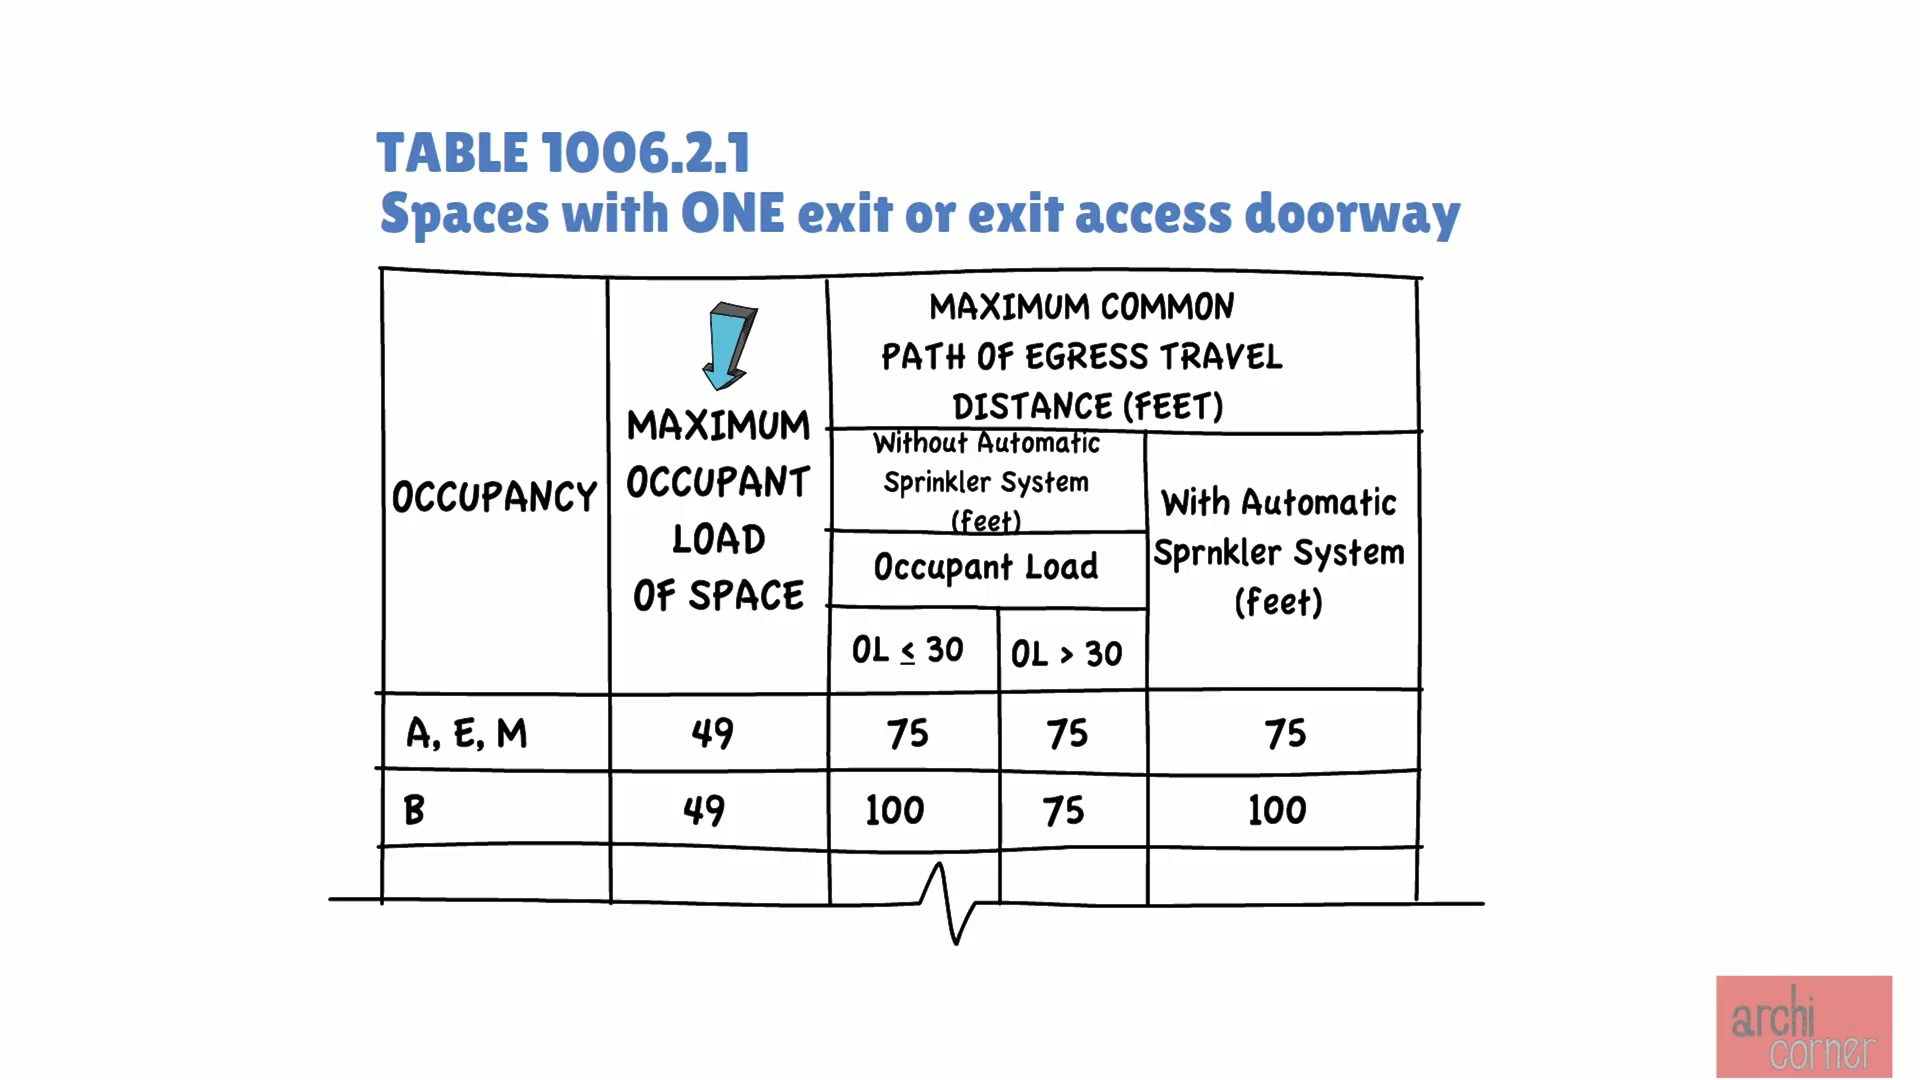 TABLE 1006.2.1
Spaces with ONE exit or exit access doorway
OCCUPANCY
MAXIMUM
OCCUPANT
LOAD
OF SPACE
MAXIMUM COMMON
PATH OF EGRESS TRAVEL
DISTANCE (FEET)
Without Automatic
Sprinkler System
(feet)
Occupant Load
OL ≤ 30
OL > 30
With Automatic
Sprnkler System
(feet)
A, E, M 49 75 75 75
B 49 100 75 100
archi
corner